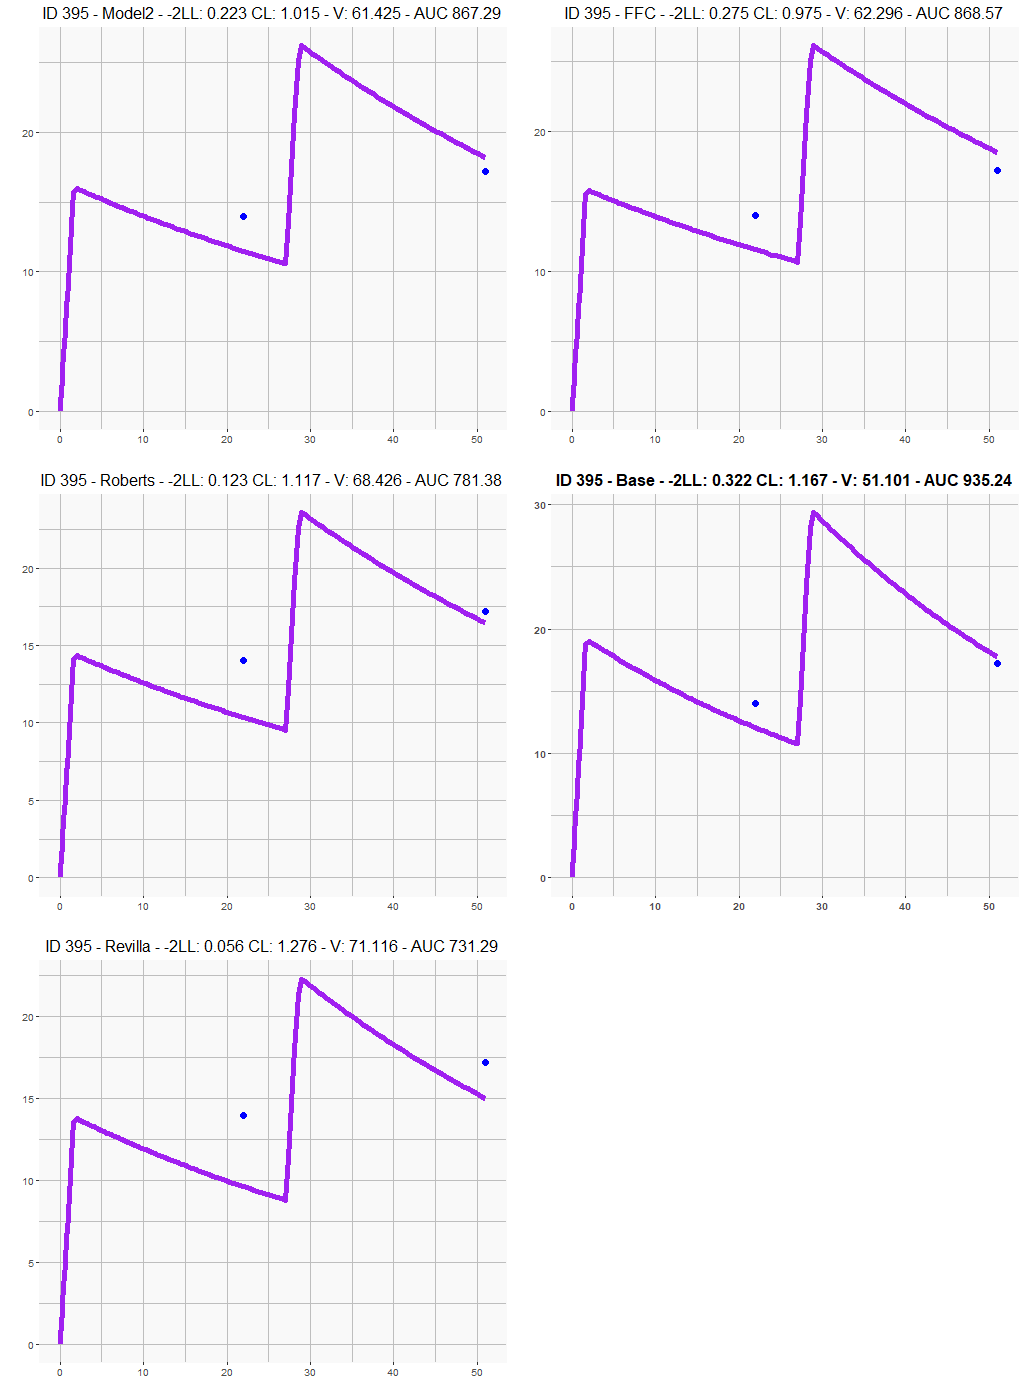 ID 395 - Model2 - -2LL: 0.223 CL: 1.015 - V: 61.425 - AUC 867.29
20
10
0
0 10 20 30 40 50
ID 395 - FFC - -2LL: 0.275 CL: 0.975 - V: 62.296 - AUC 868.57
20
10
0
0 10 20 30 40 50
ID 395 - Roberts - -2LL: 0.123 CL: 1.117 - V: 68.426 - AUC 781.38
20
15
10
5
0
0 10 20 30 40 50
ID 395 - Base - -2LL: 0.322 CL: 1.167 - V: 51.101 - AUC 935.24
30
20
10
0
0 10 20 30 40 50
ID 395 - Revilla - -2LL: 0.056 CL: 1.276 - V: 71.116 - AUC 731.29
20
15
10
5
0
0 10 20 30 40 50